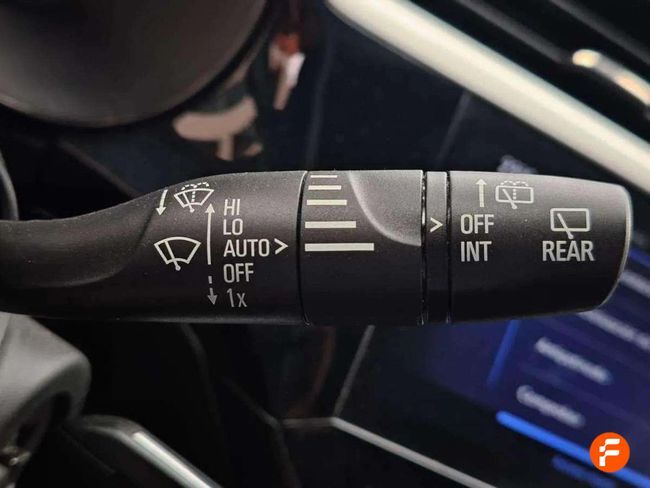 HI
LO
AUTO>
OFF
1x
>
OFF
INT
REAR